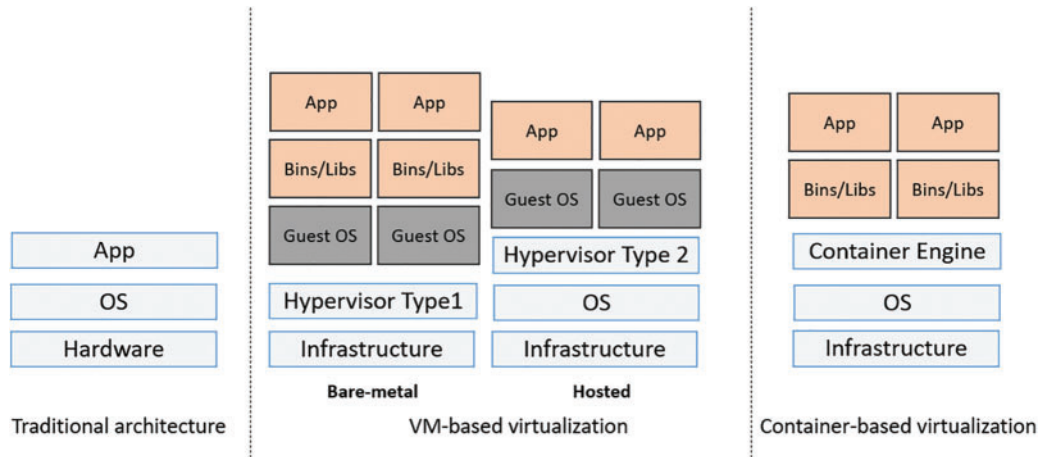 App
OS
Hardware
Traditional architecture
App App
Bins/Libs Bins/Libs
Guest OS Guest OS
Hypervisor Type1
Infrastructure
Bare-metal
App App
Guest OS Guest OS
Hypervisor Type 2
OS
Infrastructure
Hosted
VM-based virtualization
App App
Bins/Libs Bins/Libs
Container Engine
OS
Infrastructure
Container-based virtualization